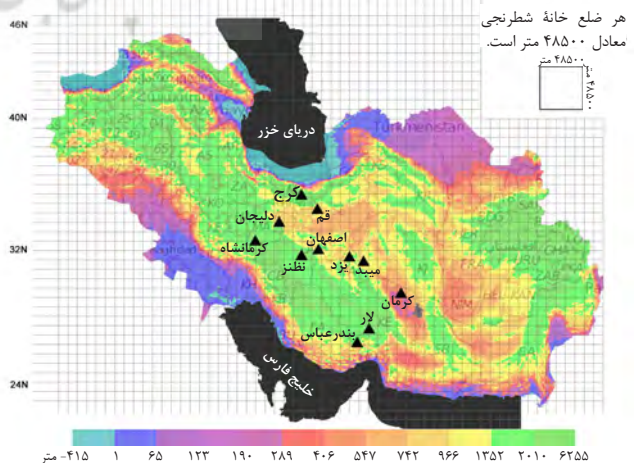 هر ضلع خانهٔ شطرنجی
معادل ۴۸۵۰۰ متر است.
۴۸۵۰۰ متر
۴۸۵۰۰ متر
46N
40N
32N
24N
Turkmenistan
دریای خزر
کرج
قم
دلیجان
اصفهان
کرمانشاه
نطنز
یزد
میبد
کرمان
لار
بندرعباس
خلیج فارس
-۴۱۵ ۱ ۶۵ ۱۲۳ ۱۹۰ ۲۸۹ ۴۰۶ ۵۴۷ ۷۴۲ ۹۶۶ ۱۳۵۲ ۲۰۱۰ ۶۲۵۵
متر